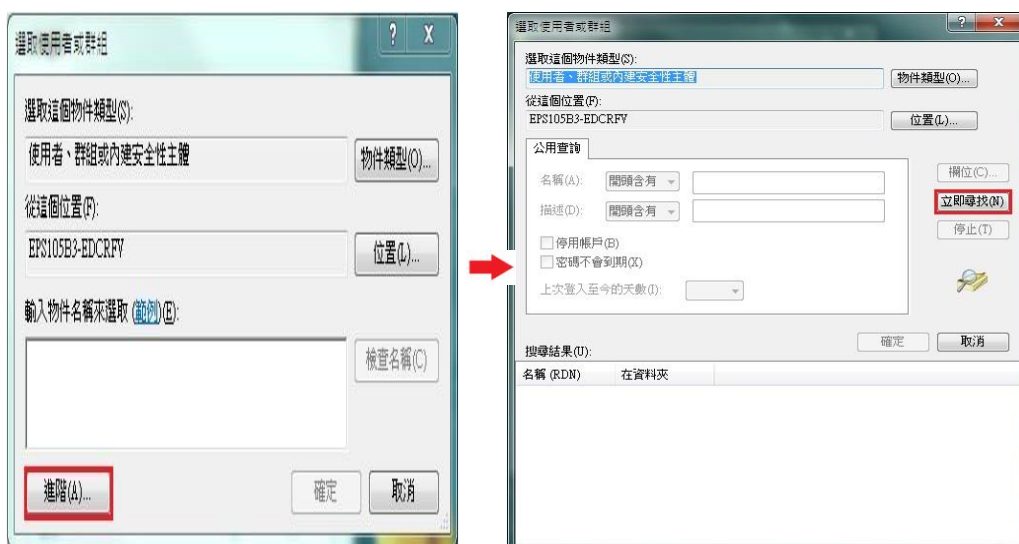 選取使用者或群組
選取這個物件類型(S):
使用者、群組或內建安全性主體
物件類型(O)...
從這個位置(F):
EPS105B3-EDCRFV
位置(L)...
輸入物件名稱來選取 (範例)(E):
檢查名稱(C)
進階(A)...
確定
取消
選取使用者或群組
選取這個物件類型(S):
使用者、群組或內建安全性主體
物件類型(O)...
從這個位置(F):
EPS105B3-EDCRFV
位置(L)...
公用查詢
名稱(A):
開頭含有
描述(D):
開頭含有
停用帳戶(B)
密碼不會到期(X)
上次登入至今的天數(I):
欄位(C)...
立即尋找(N)
停止(T)
確定
取消
搜尋結果(U):
名稱 (RDN) 在資料夾